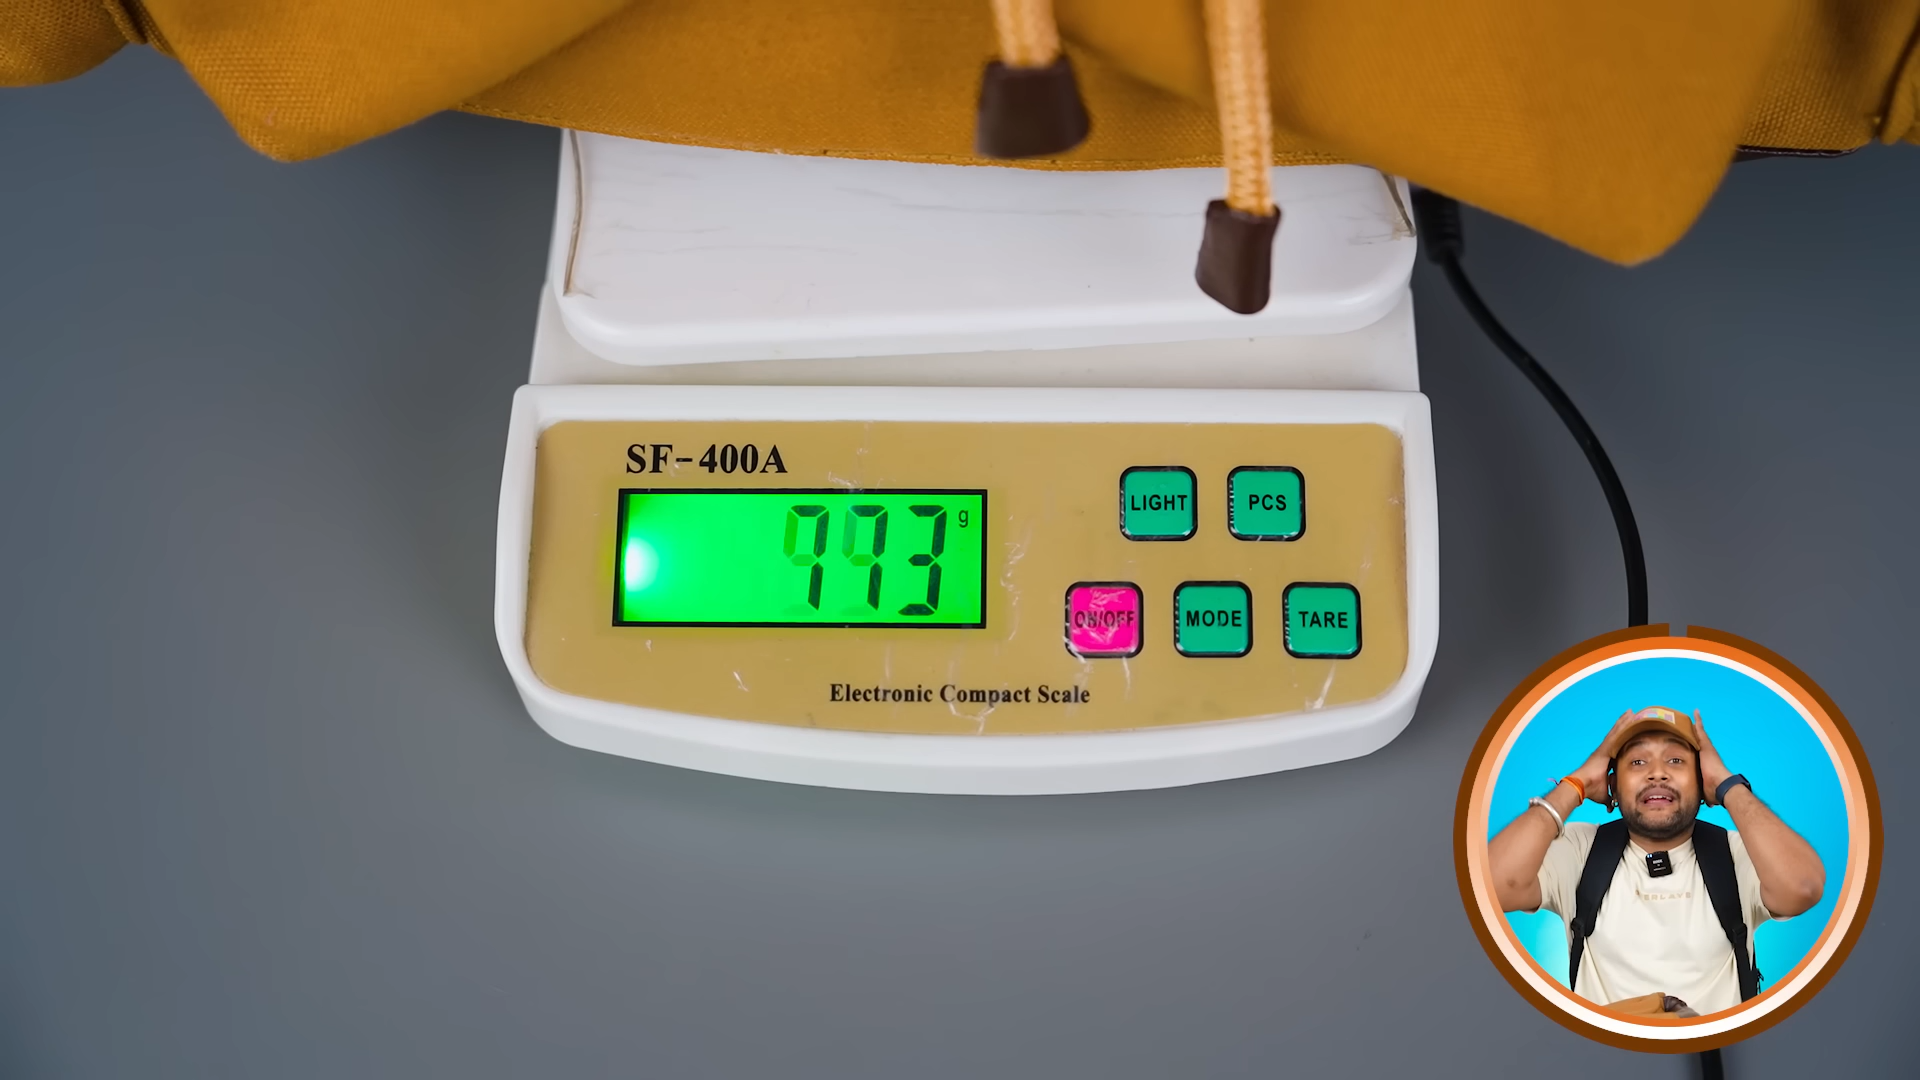 SF-400A
993 g
LIGHT PCS
ON/OFF MODE TARE
Electronic Compact Scale